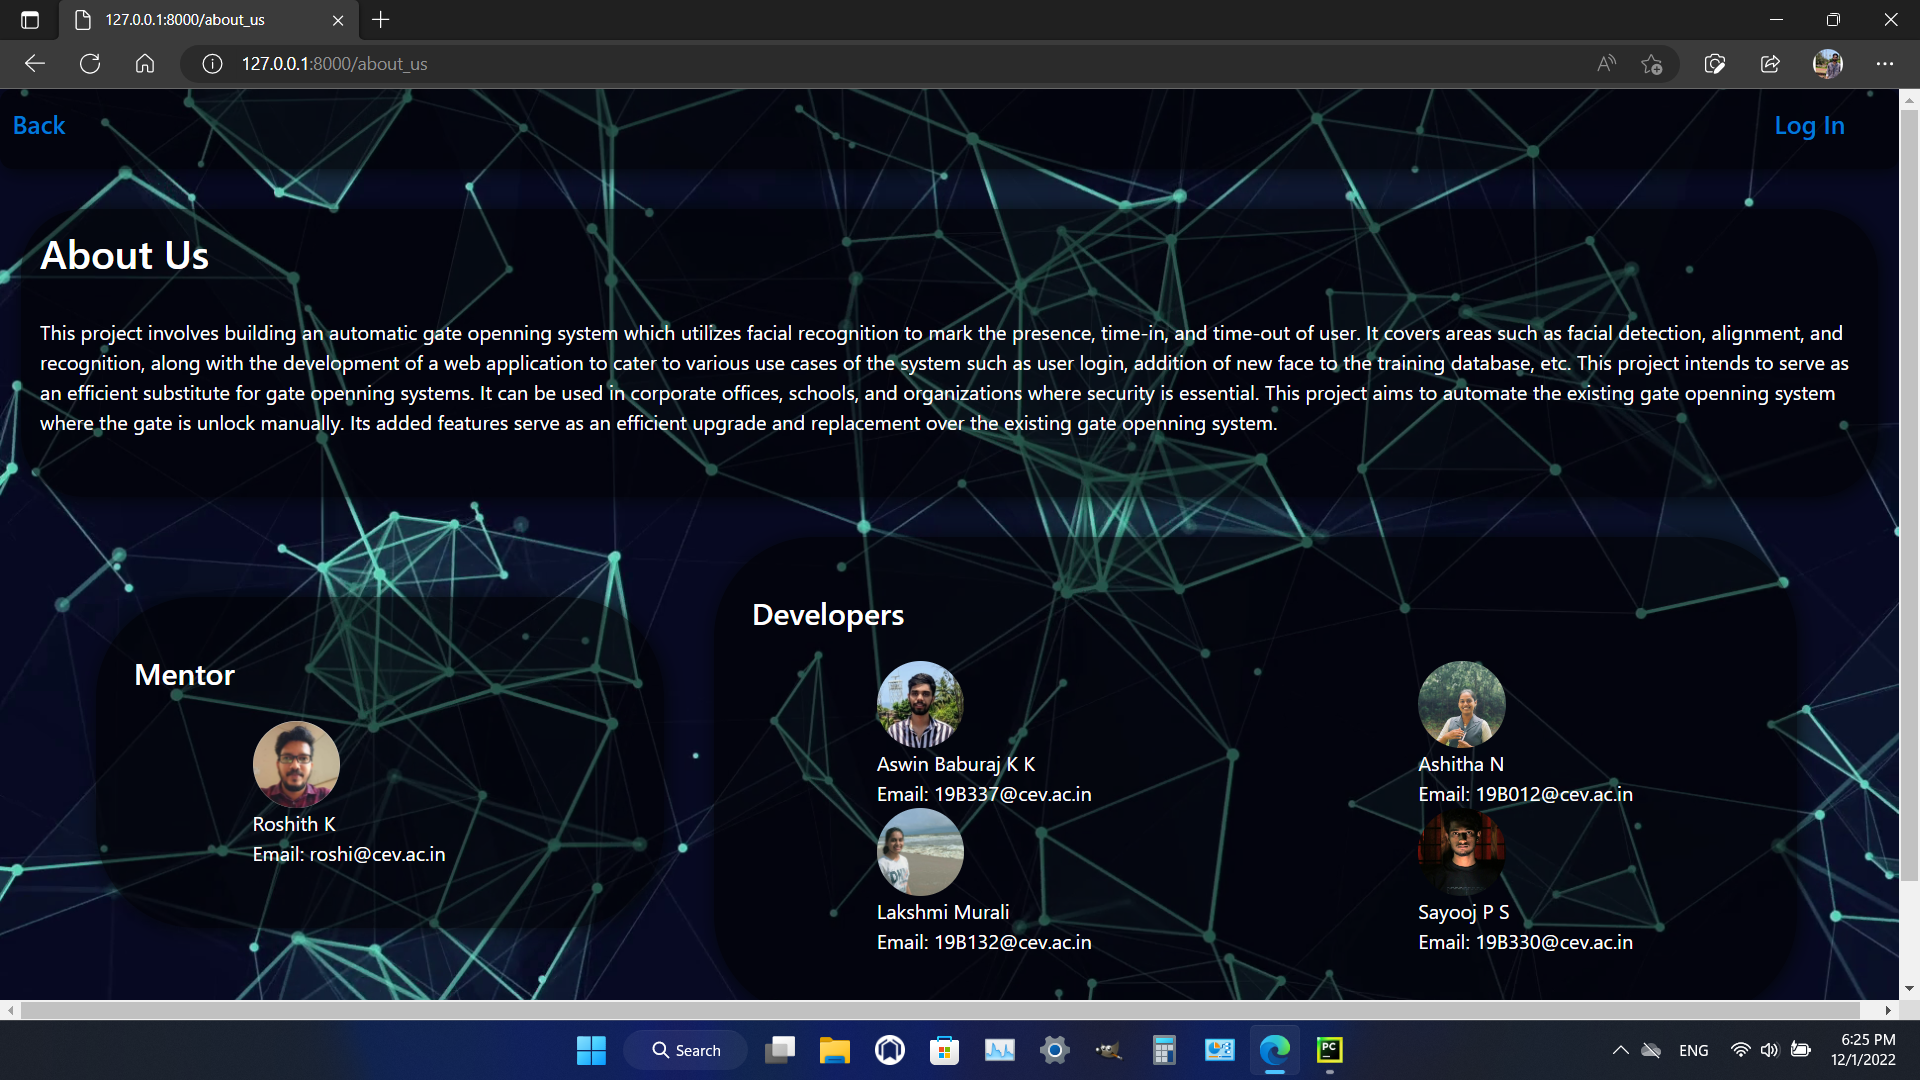 127.0.0.1:8000/about_us
127.0.0.1:8000/about_us
Back
Log In
About Us
This project involves building an automatic gate openning system which utilizes facial recognition to mark the presence, time-in, and time-out of user. It covers areas such as facial detection, alignment, and
recognition, along with the development of a web application to cater to various use cases of the system such as user login, addition of new face to the training database, etc. This project intends to serve as
an efficient substitute for gate openning systems. It can be used in corporate offices, schools, and organizations where security is essential. This project aims to automate the existing gate openning system
where the gate is unlock manually. Its added features serve as an efficient upgrade and replacement over the existing gate openning system.
Mentor
Roshith K
Email: roshi@cev.ac.in
Developers
Aswin Baburaj K K
Email: 19B337@cev.ac.in
Ashitha N
Email: 19B012@cev.ac.in
Lakshmi Murali
Email: 19B132@cev.ac.in
Sayooj P S
Email: 19B330@cev.ac.in
Search
PC
ENG
6:25 PM
12/1/2022